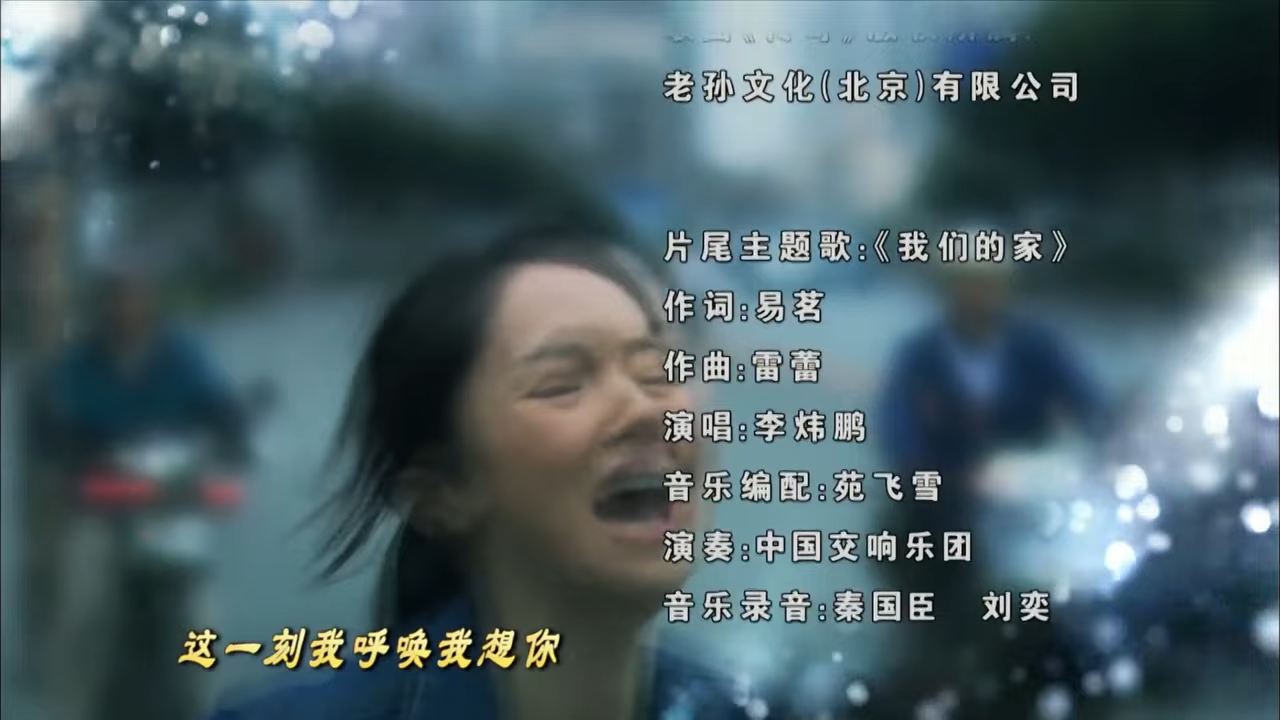 老孙文化(北京)有限公司
片尾主题歌:《我们的家》
作词:易茗
作曲:雷蕾
演唱:李炜鹏
音乐编配:苑飞雪
演奏:中国交响乐团
音乐录音:秦国臣 刘奕
这一刻我呼唤我想你